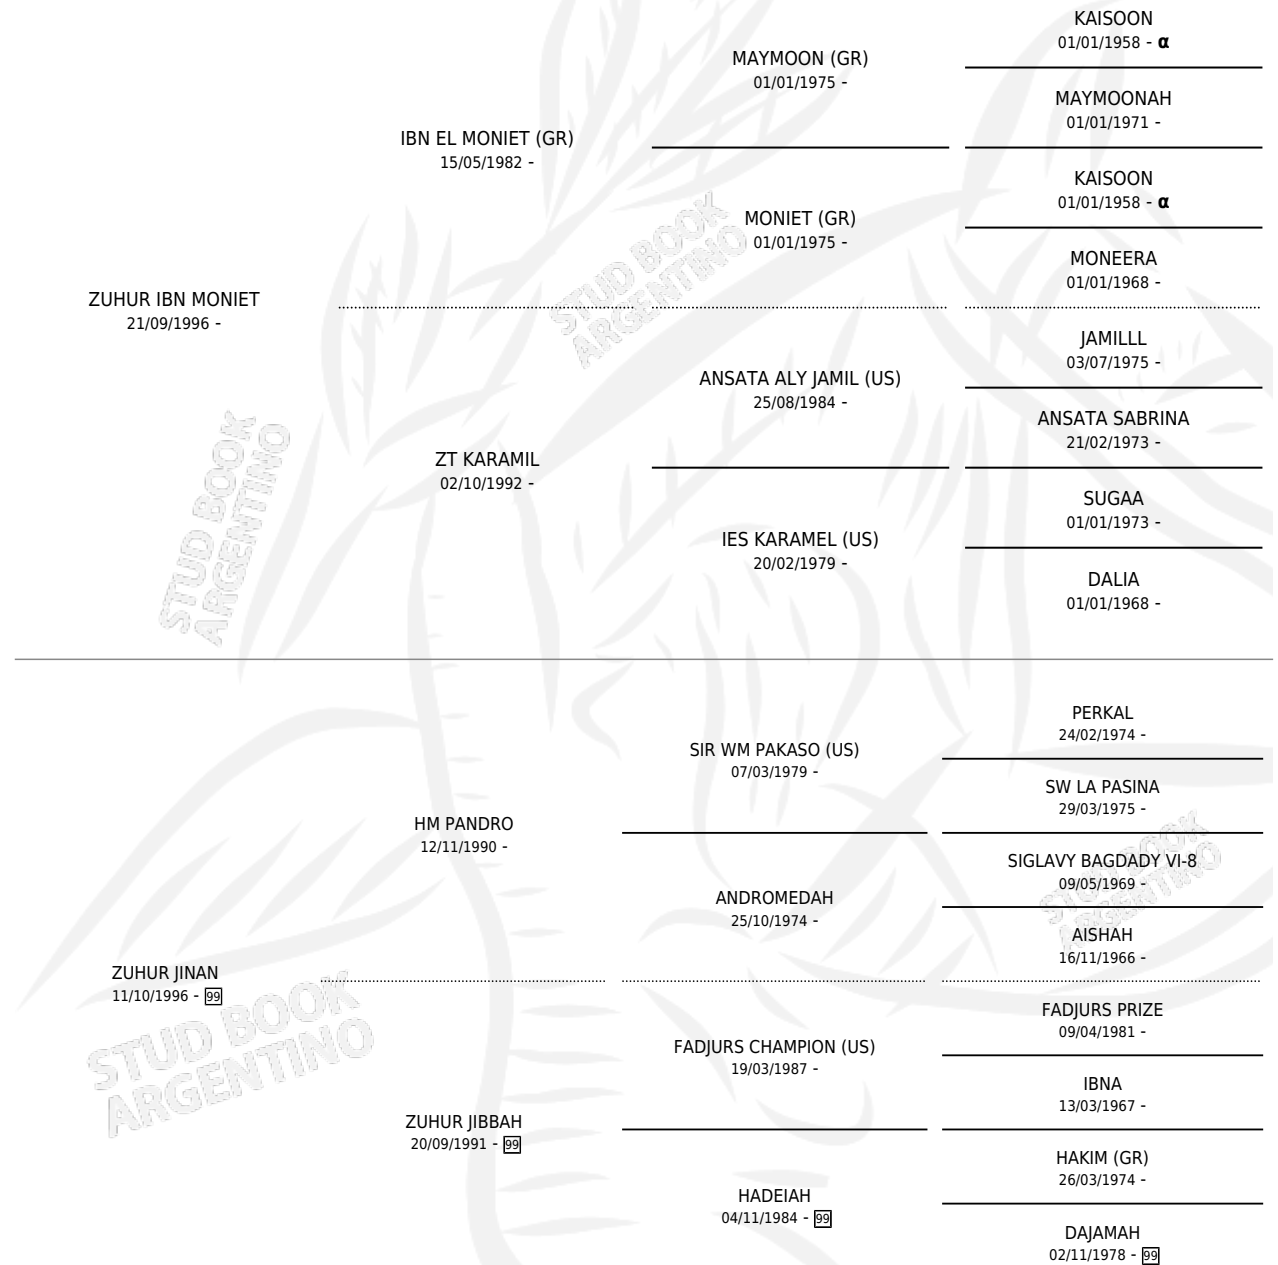 KAISOON
01/01/1958 - α
MAYMOON (GR)
01/01/1975 -
MAYMOONAH
01/01/1971 -
IBN EL MONIET (GR)
15/05/1982 -
KAISOON
01/01/1958 - α
MONIET (GR)
01/01/1975 -
MONEERA
01/01/1968 -
ZUHUR IBN MONIET
21/09/1996 -
STUD BOOK
ARGENTINO
JAMILLL
03/07/1975 -
ANSATA ALY JAMIL (US)
25/08/1984 -
ANSATA SABRINA
21/02/1973 -
ZT KARAMIL
02/10/1992 -
SUGAA
01/01/1973 -
IES KARAMEL (US)
20/02/1979 -
DALIA
01/01/1968 -
STUD BOOK
ARGENTINO
PERKAL
24/02/1974 -
SIR WM PAKASO (US)
07/03/1979 -
SW LA PASINA
29/03/1975 -
HM PANDRO
12/11/1990 -
SIGLAVY BAGDADY VI-8
09/05/1969 -
STUD BOOK
ARGENTINO
ANDROMEDAH
25/10/1974 -
AISHAH
16/11/1966 -
ZUHUR JINAN
11/10/1996 - 99
STUD BOOK
ARGENTINO
FADJURS PRIZE
09/04/1981 -
FADJURS CHAMPION (US)
19/03/1987 -
IBNA
13/03/1967 -
ZUHUR JIBBAH
20/09/1991 - 99
HAKIM (GR)
26/03/1974 -
HADEIAH
04/11/1984 - 99
DAJAMAH
02/11/1978 - 99